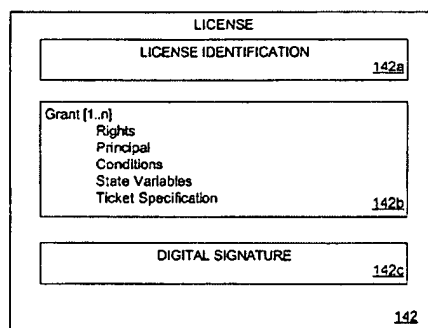 LICENSE
LICENSE IDENTIFICATION
142a
Grant [1..n]
Rights
Principal
Conditions
State Variables
Ticket Specification
142b
DIGITAL SIGNATURE
142c
142